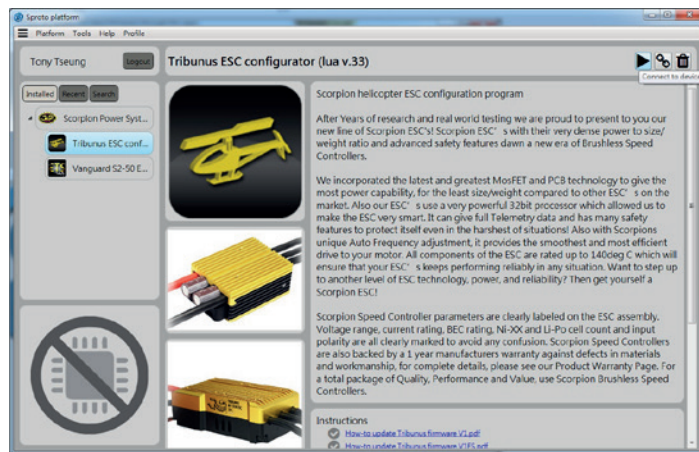 Sproto platform
Platform Tools Help Profile
Tony Tseung
Logout
Tribunus ESC configurator (lua v.33)
Connect to device
Installed Recent Search
Scorpion Power Syst...
Tribunus ESC conf...
Vanguard S2-50 E...
Scorpion helicopter ESC configuration program
After Years of research and real world testing we are proud to present to you our
new line of Scorpion ESC's! Scorpion ESC' s with their very dense power to size/
weight ratio and advanced safety features dawn a new era of Brushless Speed
Controllers.
We incorporated the latest and greatest MosFET and PCB technology to give the
most power capability, for the least size/weight compared to other ESC' s on the
market. Also our ESC' s use a very powerful 32bit processor which allowed us to
make the ESC very smart. It can give full Telemetry data and has many safety
features to protect itself even in the harshest of situations! Also with Scorpions
unique Auto Frequency adjustment, it provides the smoothest and most efficient
drive to your motor. All components of the ESC are rated up to 140deg C which will
ensure that your ESC' s keeps performing reliably in any situation. Want to step up
to another level of ESC technology, power, and reliability? Then get yourself a
Scorpion ESC!
Scorpion Speed Controller parameters are clearly labeled on the ESC assembly.
Voltage range, current rating, BEC rating, Ni-XX and Li-Po cell count and input
polarity are all clearly marked to avoid any confusion. Scorpion Speed Controllers
are also backed by a 1 year manufacturers warranty against defects in materials
and workmanship, for complete details, please see our Product Warranty Page. For
a total package of Quality, Performance and Value, use Scorpion Brushless Speed
Controllers.
Instructions
How-to update Tribunus firmware V1.pdf
How-to update Tribunus firmware V1FS.pdf